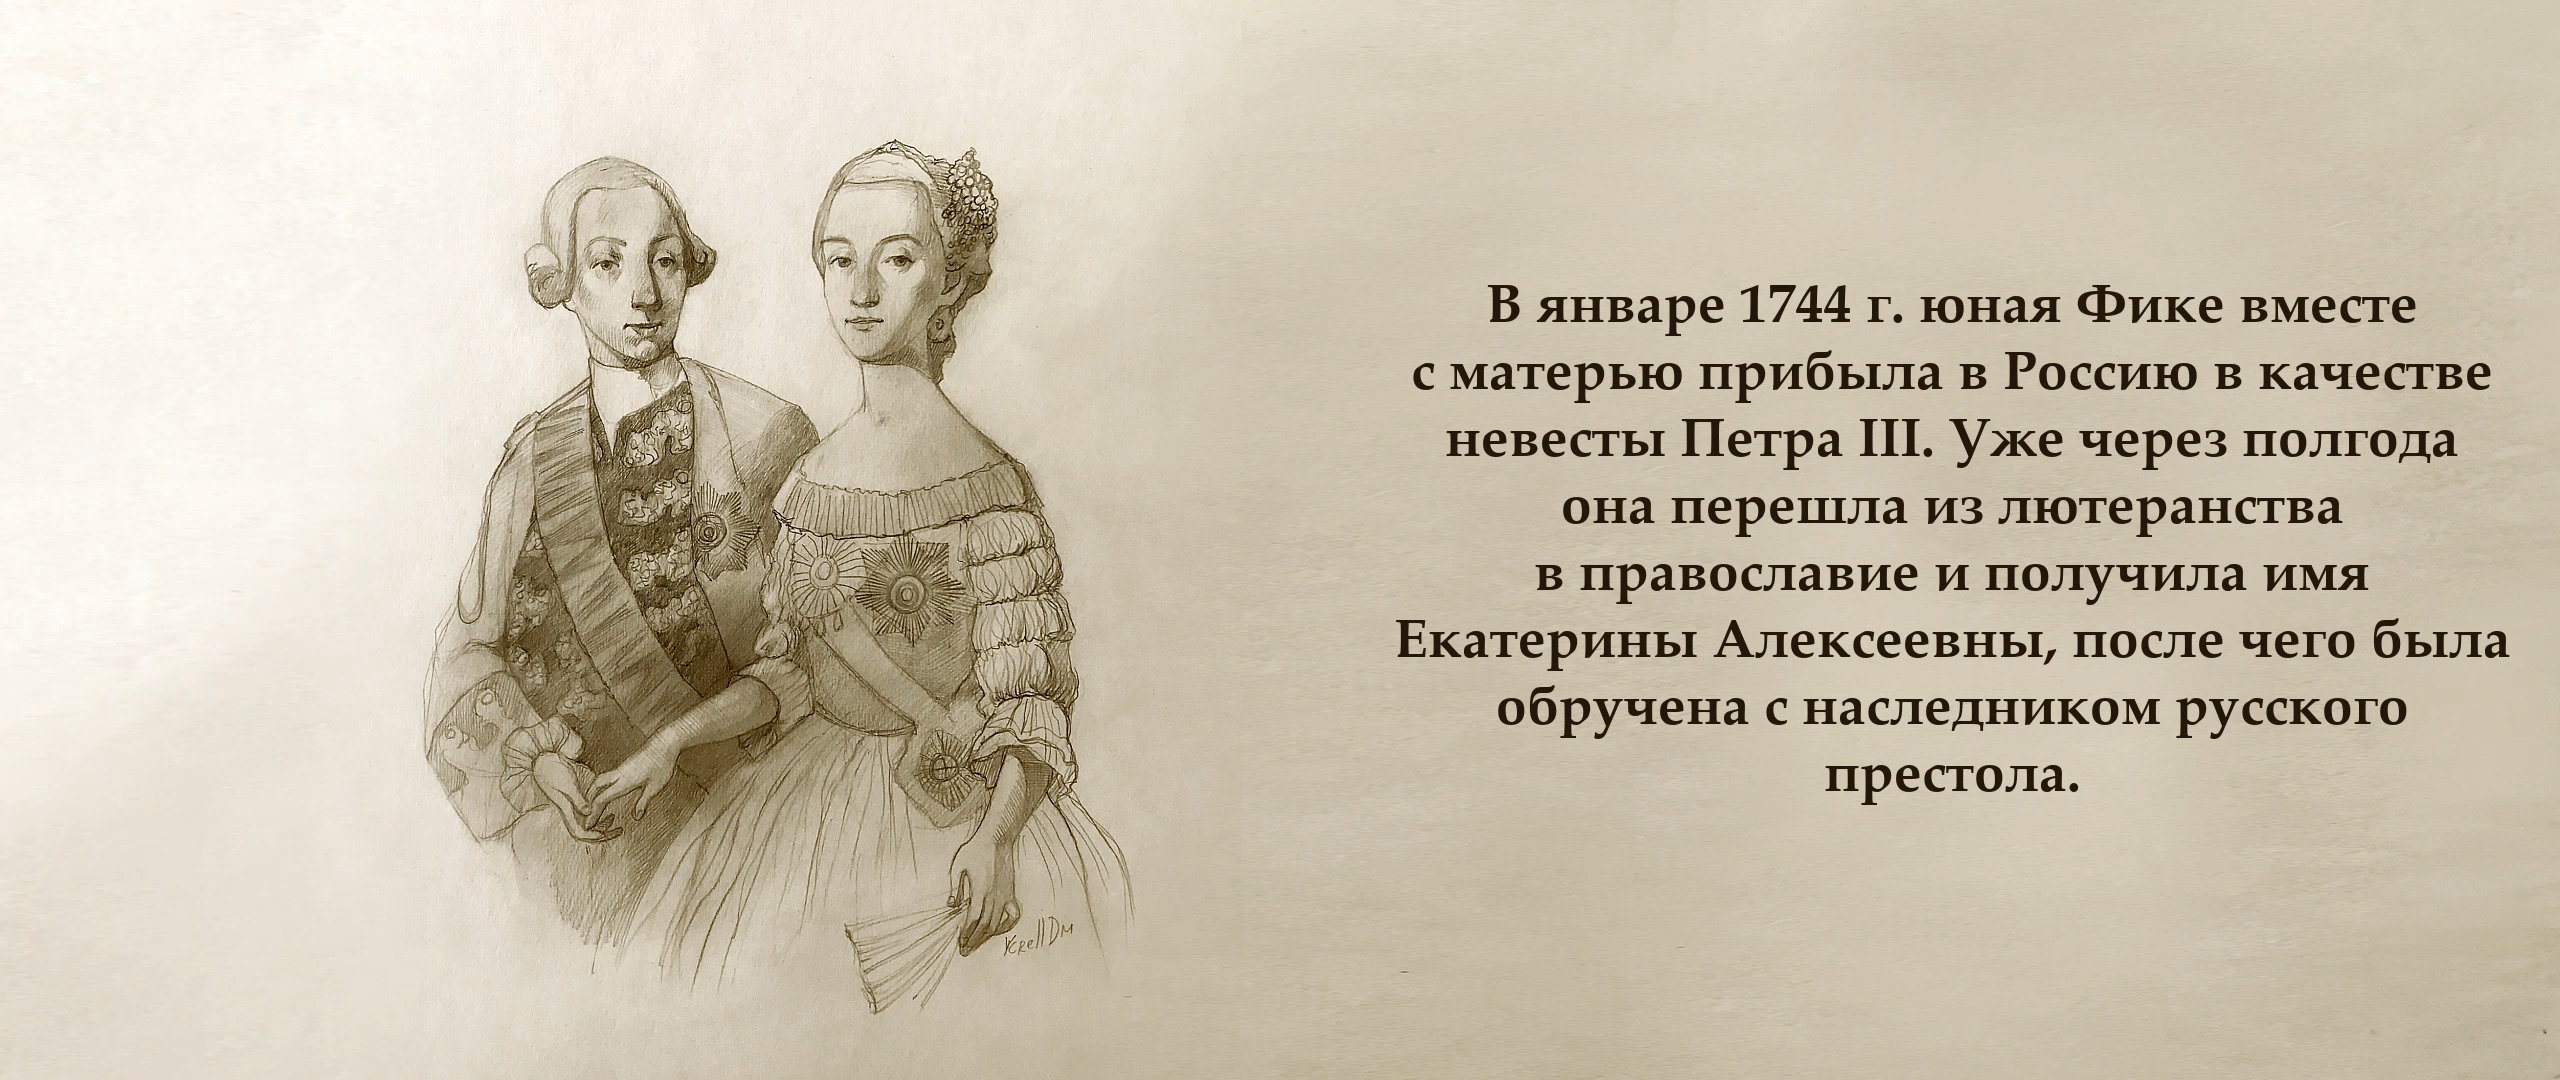 В январе 1744 г. юная Фике вместе
с матерью прибыла в Россию в качестве
невесты Петра III. Уже через полгода
она перешла из лютеранства
в православие и получила имя
Екатерины Алексеевны, после чего была
обручена с наследником русского
престола.